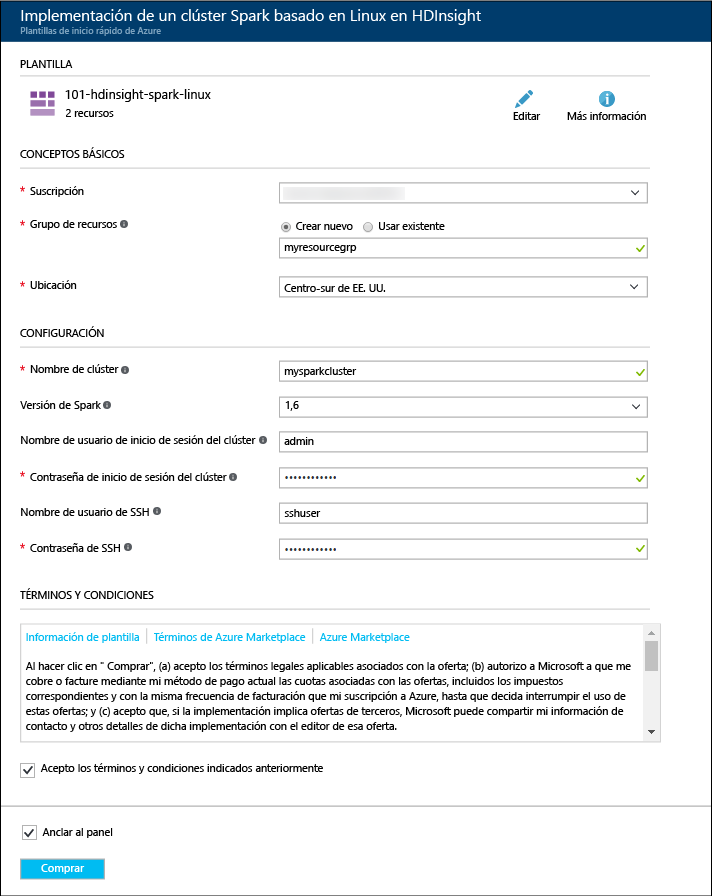 Implementación de un clúster Spark basado en Linux en HDInsight
Plantillas de inicio rápido de Azure
PLANTILLA
101-hdinsight-spark-linux
2 recursos
Editar
Más información
CONCEPTOS BÁSICOS
* Suscripción
* Grupo de recursos
Crear nuevo
Usar existente
myresourcegrp
* Ubicación
Centro-sur de EE. UU.
CONFIGURACIÓN
* Nombre de clúster
mysparkcluster
Versión de Spark
1,6
Nombre de usuario de inicio de sesión del clúster
admin
* Contraseña de inicio de sesión del clúster
••••••••••••
Nombre de usuario de SSH
sshuser
* Contraseña de SSH
••••••••••••
TÉRMINOS Y CONDICIONES
Información de plantilla
Términos de Azure Marketplace
Azure Marketplace
Al hacer clic en " Comprar", (a) acepto los términos legales aplicables asociados con la oferta; (b) autorizo a Microsoft a que me
cobre o facture mediante mi método de pago actual las cuotas asociadas con las ofertas, incluidos los impuestos
correspondientes y con la misma frecuencia de facturación que mi suscripción a Azure, hasta que decida interrumpir el uso de
estas ofertas; y (c) acepto que, si la implementación implica ofertas de terceros, Microsoft puede compartir mi información de
contacto y otros detalles de dicha implementación con el editor de esa oferta.
Acepto los términos y condiciones indicados anteriormente
Anclar al panel
Comprar